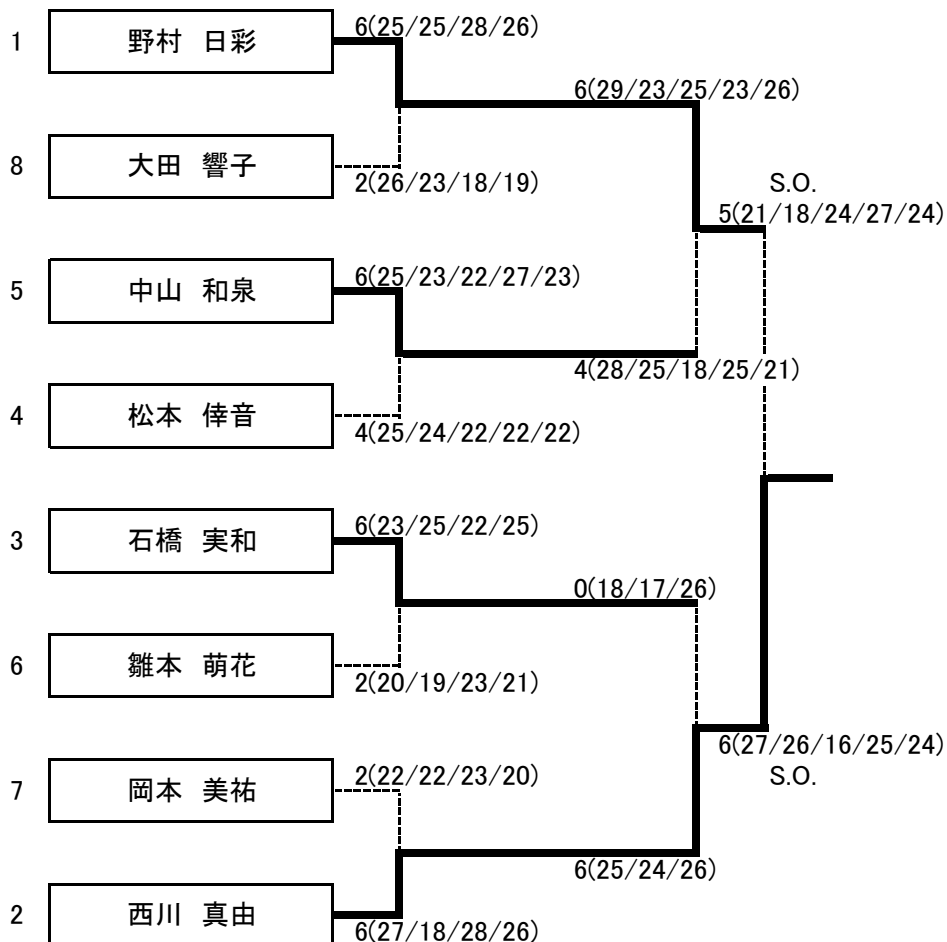 6(25/25/28/26)
1 野村 日彩
6(29/23/25/23/26)
8 大田 響子
2(26/23/18/19)
S.O.
5(21/18/24/27/24)
6(25/23/22/27/23)
5 中山 和泉
4(28/25/18/25/21)
4 松本 倖音
4(25/24/22/22/22)
6(23/25/22/25)
3 石橋 実和
0(18/17/26)
6 雛本 萌花
2(20/19/23/21)
6(27/26/16/25/24)
S.O.
2(22/22/23/20)
7 岡本 美祐
6(25/24/26)
2 西川 真由
6(27/18/28/26)